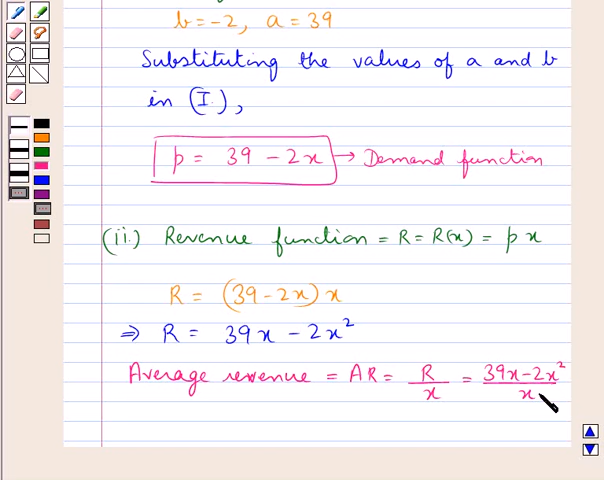 b = -2, a = 39
Substituting the values of a and b
in (I.),
p = 39 - 2x → Demand function
(ii.) Revenue function = R = R(x) = px
R = (39 - 2x) x
⇒ R = 39x - 2x²
Average revenue = AR = R/x = (39x - 2x²)/x